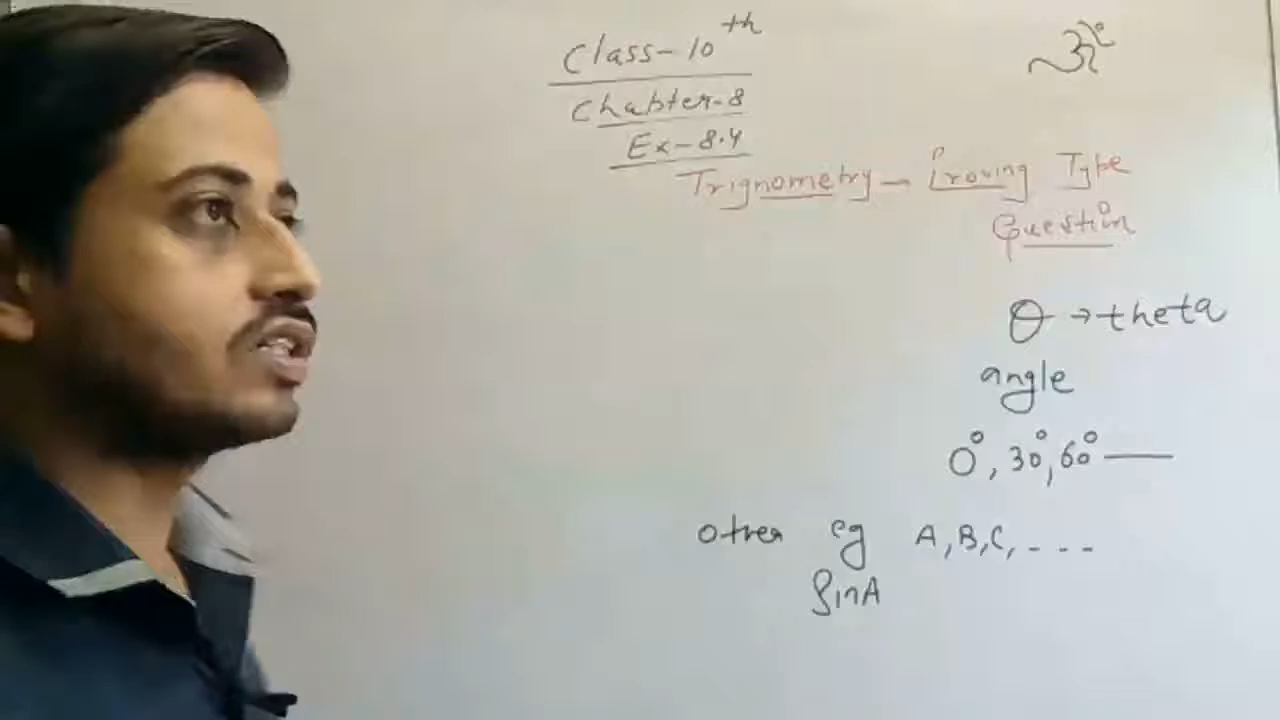 Class-10th
ॐ
Chapter-8
Ex-8.4
Trignometry - Proving Type
Question
θ → theta
angle
0°, 30°, 60° —
other eg A, B, C, - - -
SinA